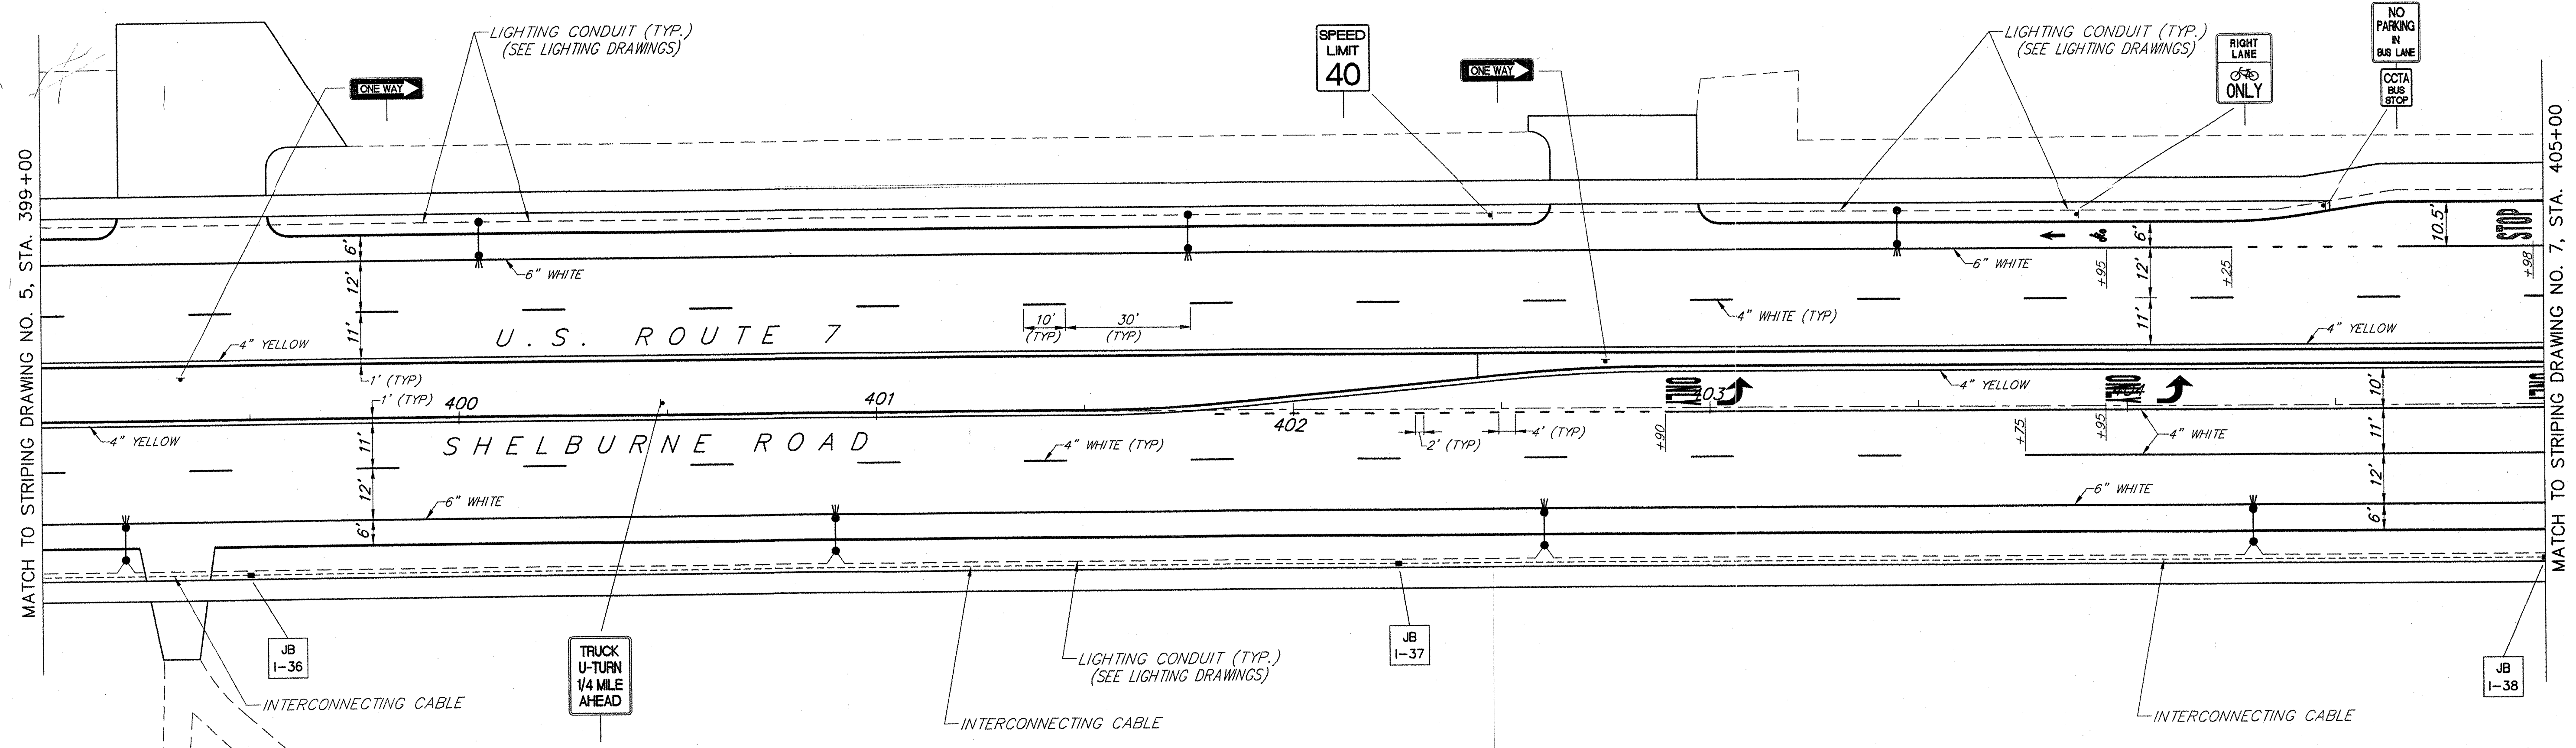 MATCH TO STRIPING DRAWING NO. 5, STA. 399+00
LIGHTING CONDUIT (TYP.)
(SEE LIGHTING DRAWINGS)
ONE WAY
SPEED
LIMIT
40
ONE WAY
LIGHTING CONDUIT (TYP.)
(SEE LIGHTING DRAWINGS)
RIGHT
LANE
ONLY
NO
PARKING
IN
BUS LANE
CCTA
BUS
STOP
MATCH TO STRIPING DRAWING NO. 7, STA. 405+00
6'
12'
11'
6" WHITE
6" WHITE
+95
6'
12'
11'
+25
10.5'
STOP
+98
10'
(TYP)
30'
(TYP)
4" WHITE (TYP)
4" YELLOW
U.S. ROUTE 7
4" YELLOW
1' (TYP)
1' (TYP)
400
401
402
403
404
4" YELLOW
10'
11'
12'
6'
4" YELLOW
SHELBURNE ROAD
11'
12'
6'
4" WHITE (TYP)
2' (TYP)
4' (TYP)
+90
+75
+95
4" WHITE
6" WHITE
6" WHITE
JB
I-36
INTERCONNECTING CABLE
TRUCK
U-TURN
1/4 MILE
AHEAD
LIGHTING CONDUIT (TYP.)
(SEE LIGHTING DRAWINGS)
INTERCONNECTING CABLE
JB
I-37
INTERCONNECTING CABLE
JB
I-38